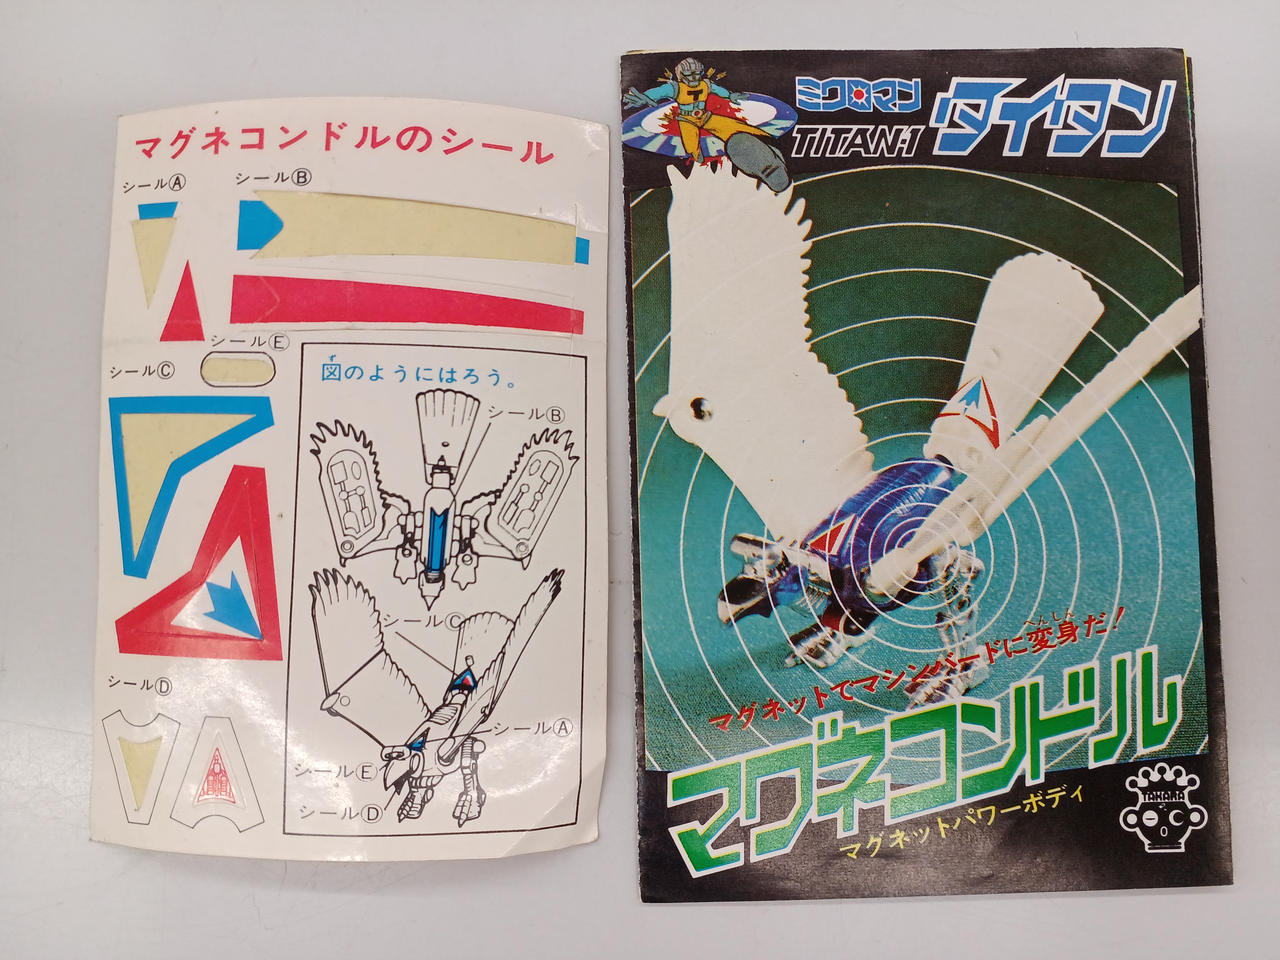 マグネコンドルのシール
シールⒶ
シールⒷ
シールⒺ
シールⒸ
ず
図のようにはろう。
シールⒷ
シールⒸ
シールⒹ
シールⒶ
シールⒺ
シールⒹ
T
ミクロマン
タイタン
TITAN-1
へんしん
マグネットでマシンバードに変身だ!
マグネコンドル
マグネットパワーボディ
TAKARA